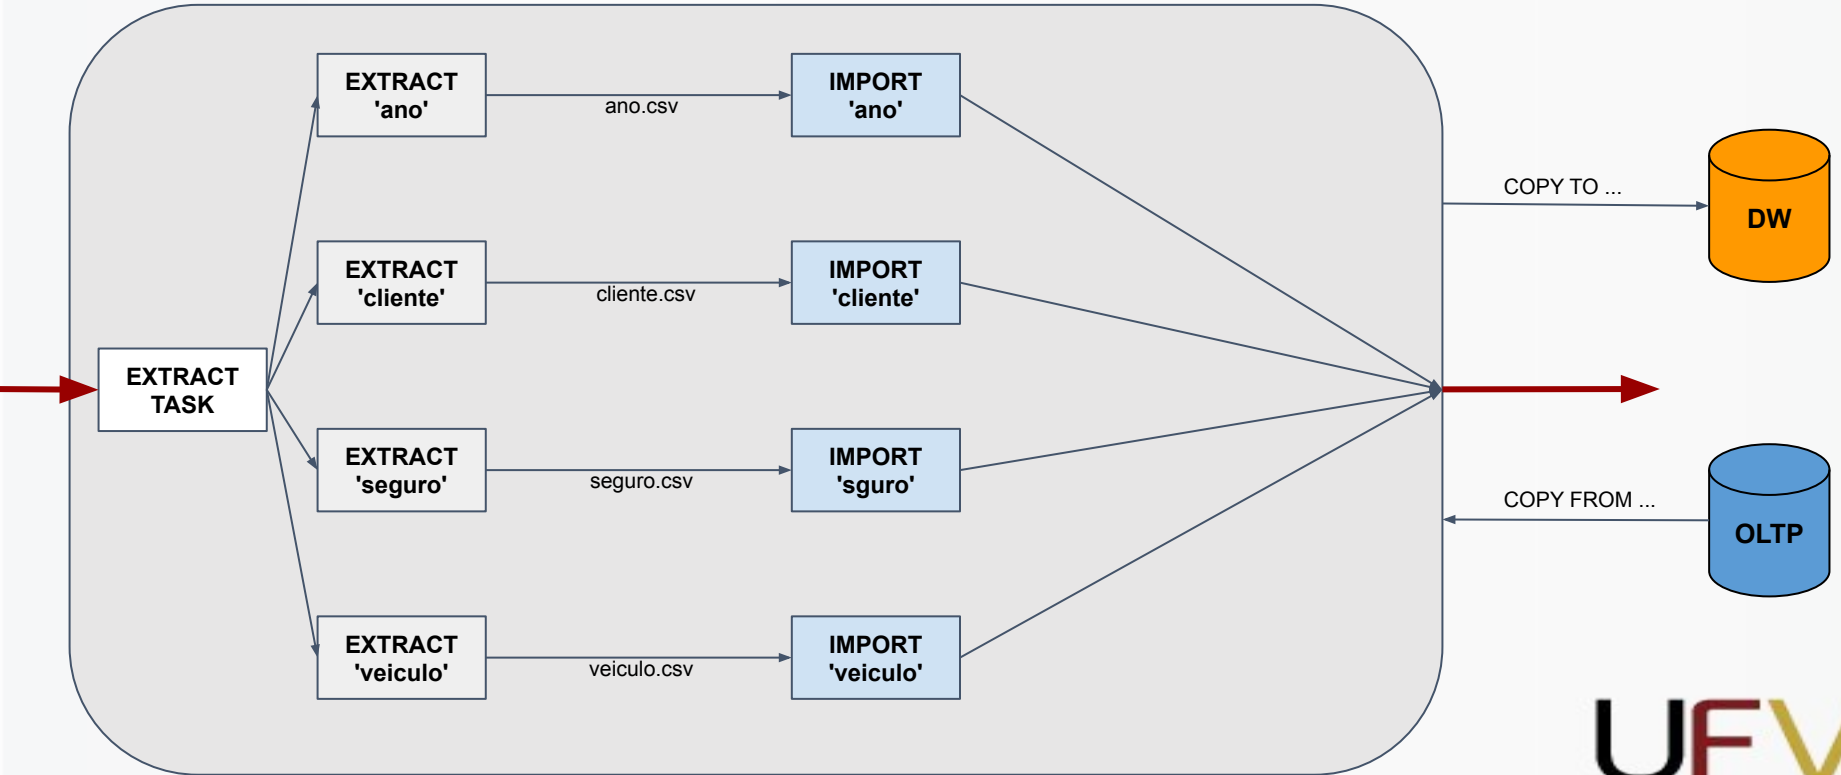 EXTRACT
'ano'
ano.csv
IMPORT
'ano'
COPY TO ...
DW
EXTRACT
'cliente'
cliente.csv
IMPORT
'cliente'
EXTRACT
TASK
EXTRACT
'seguro'
seguro.csv
IMPORT
'sguro'
COPY FROM ...
OLTP
EXTRACT
'veiculo'
veiculo.csv
IMPORT
'veiculo'
UFV